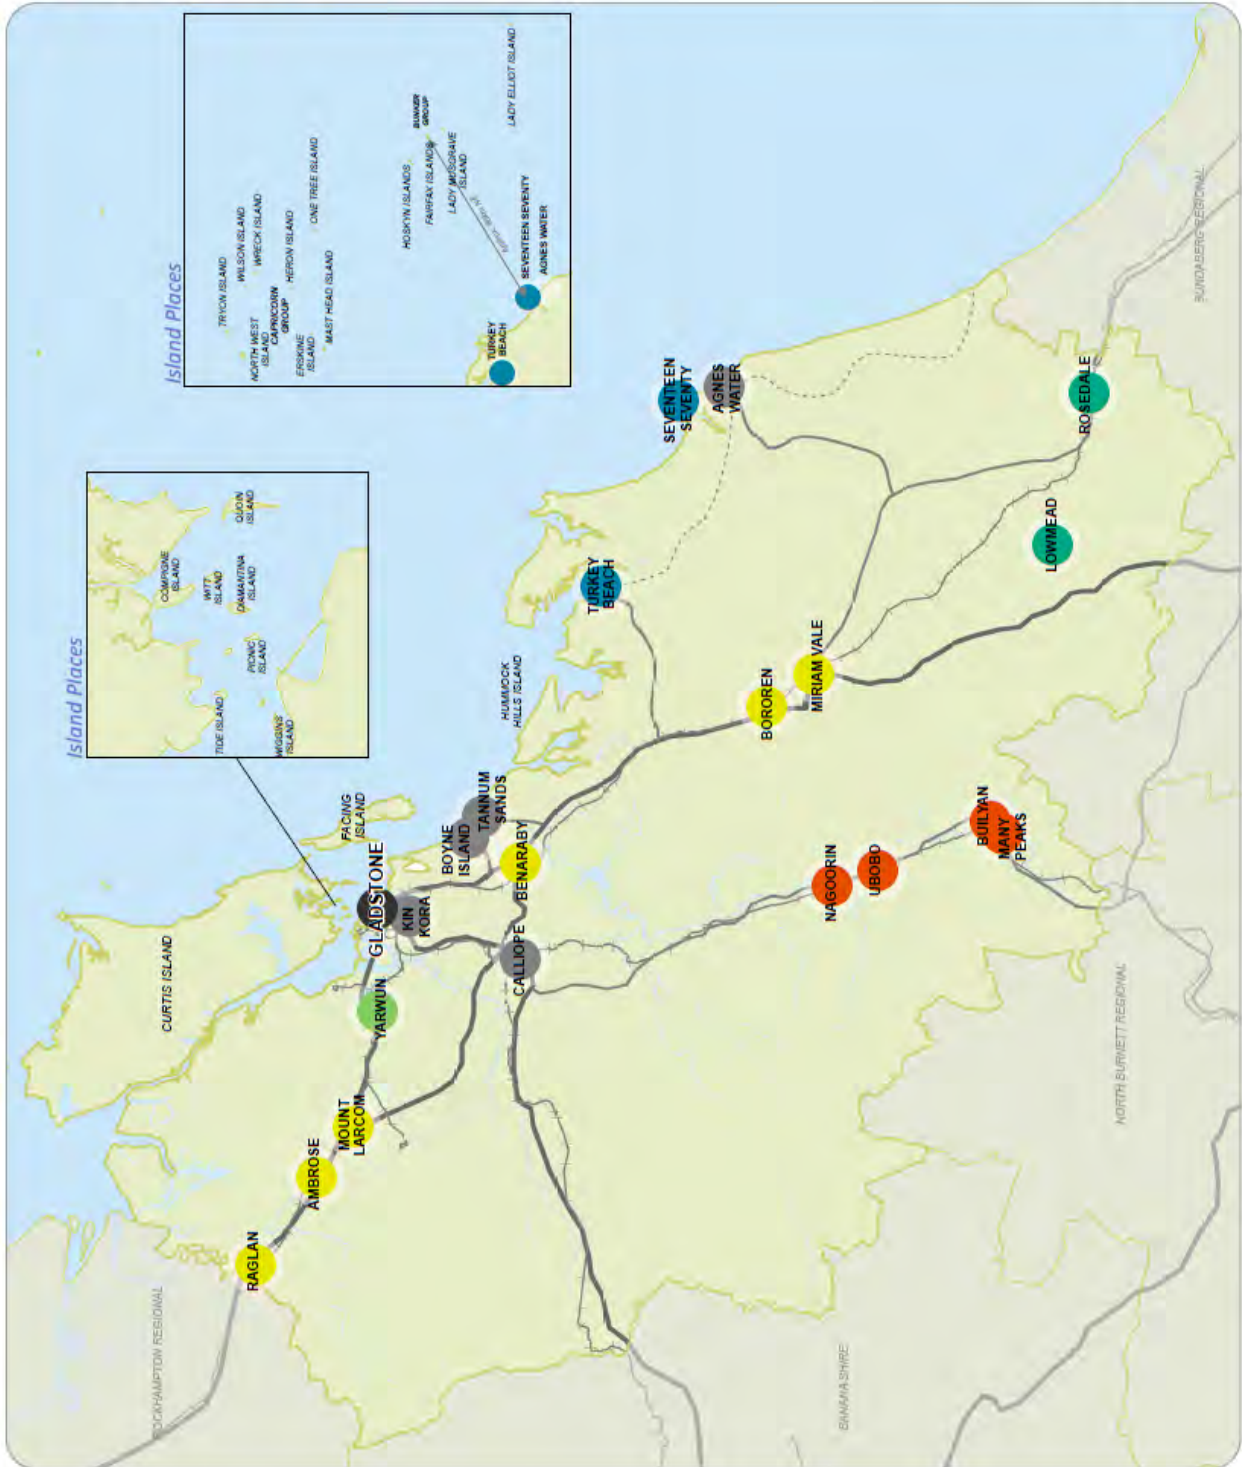 Island Places
COMPIGNE
ISLAND
WITT
ISLAND
QUOIN
ISLAND
DIAMANTINA
ISLAND
PICNIC
ISLAND
TIDE ISLAND
WIGGINS
ISLAND
Island Places
TRYON ISLAND
WILSON ISLAND
NORTH WEST
ISLAND
WRECK ISLAND
CAPRICORN
GROUP
HERON ISLAND
ERSKINE
ISLAND
ONE TREE ISLAND
MAST HEAD ISLAND
HOSKYN ISLANDS
BUNKER
GROUP
FAIRFAX ISLANDS
LADY MUSGRAVE
ISLAND
LADY ELLIOT ISLAND
TURKEY
BEACH
SEVENTEEN SEVENTY
AGNES WATER
ROCKHAMPTON REGIONAL
CURTIS ISLAND
RAGLAN
AMBROSE
MOUNT
LARCOM
YARWUN
GLADSTONE
FACING
ISLAND
KIN
KORA
BOYNE
ISLAND
TANNUM
SANDS
CALLIOPE
BENARABY
HUMMOCK
HILLS ISLAND
TURKEY
BEACH
SEVENTEEN
SEVENTY
AGNES
WATER
BOROREN
MIRIAM VALE
NAGOORIN
UBOBO
BUILYAN
MANY
PEAKS
LOWMEAD
ROSEDALE
BANANA SHIRE
NORTH BURNETT REGIONAL
BUNDABERG REGIONAL